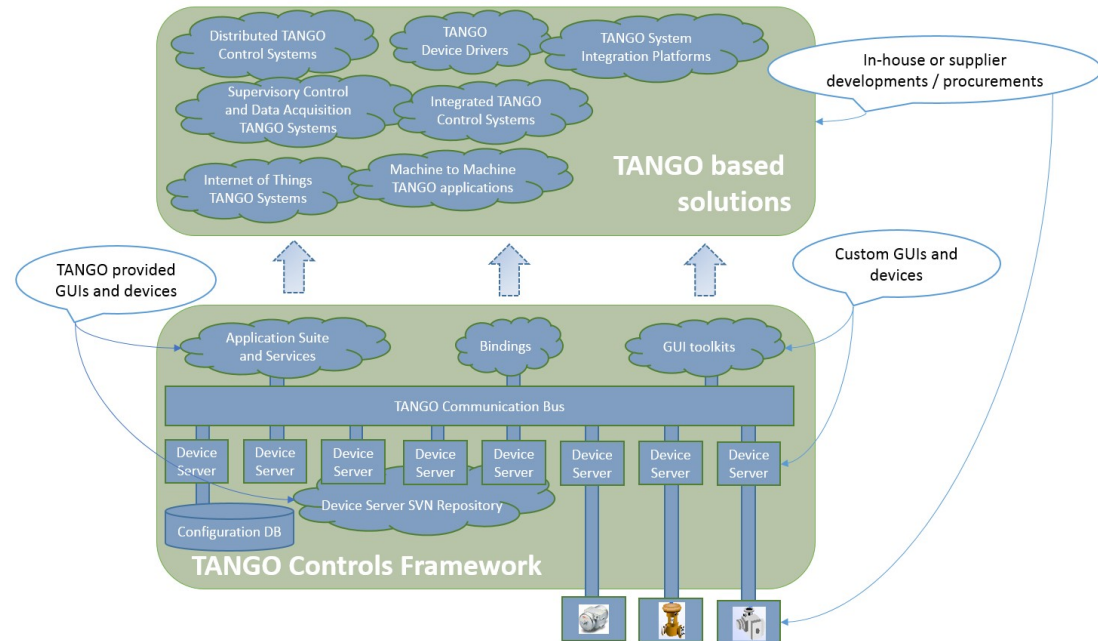 Distributed TANGO
Control Systems
TANGO
Device Drivers
TANGO System
Integration Platforms
In-house or supplier
developments / procurements
Supervisory Control
and Data Acquisition
TANGO Systems
Integrated TANGO
Control Systems
Internet of Things
TANGO Systems
Machine to Machine
TANGO applications
TANGO based
solutions
TANGO provided
GUIs and devices
Custom GUIs and
devices
Application Suite
and Services
Bindings
GUI toolkits
TANGO Communication Bus
Device
Server
Device
Server
Device
Server
Device
Server
Device
Server
Device
Server
Device
Server
Device
Server
Device Server SVN Repository
Configuration DB
TANGO Controls Framework